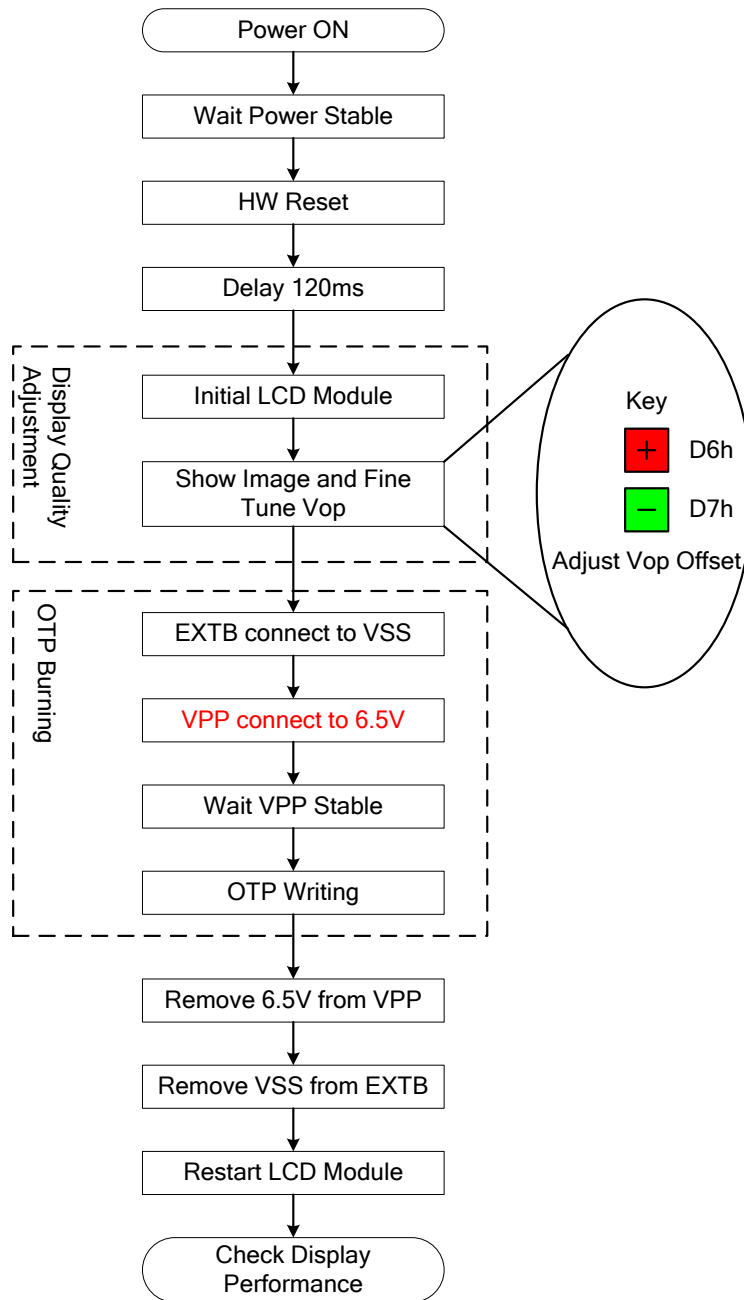 Power ON
Wait Power Stable
HW Reset
Delay 120ms
Display Quality
Adjustment
Initial LCD Module
Show Image and Fine
Tune Vop
Key
+ D6h
− D7h
Adjust Vop Offset
OTP Burning
EXTB connect to VSS
VPP connect to 6.5V
Wait VPP Stable
OTP Writing
Remove 6.5V from VPP
Remove VSS from EXTB
Restart LCD Module
Check Display
Performance